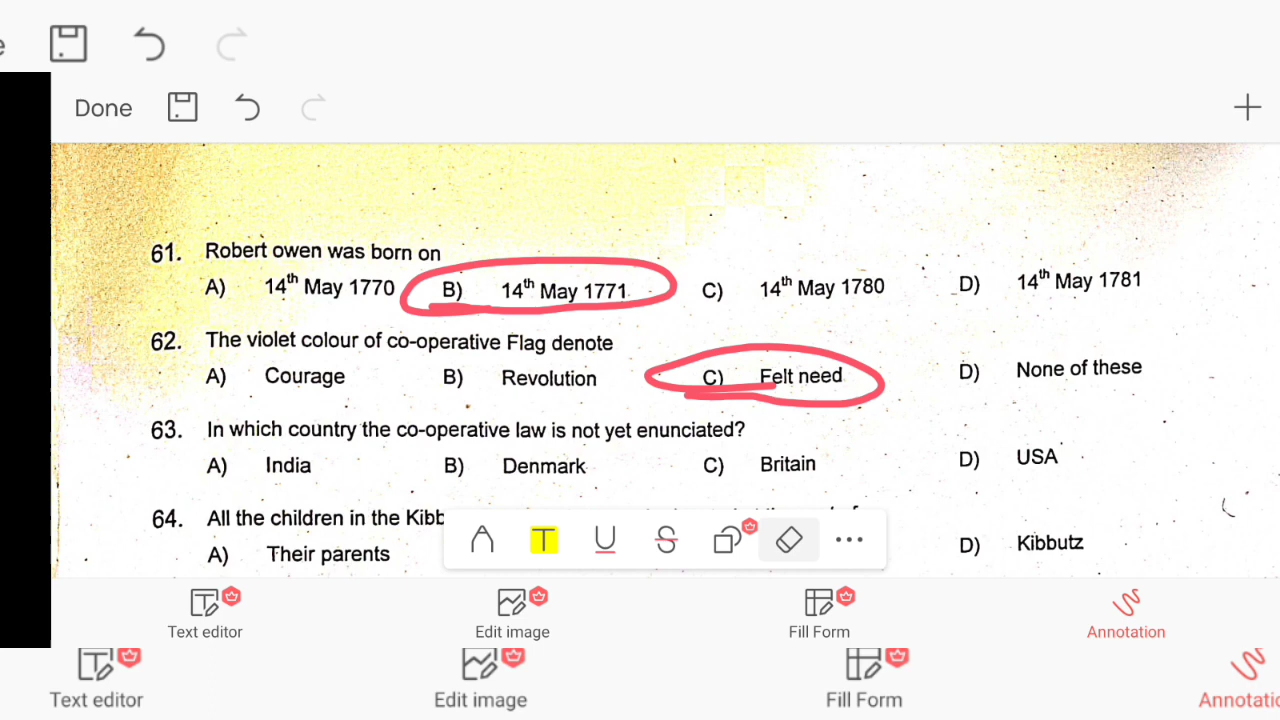 e
Done
61. Robert owen was born on
A) 14th May 1770 B) 14th May 1771 C) 14th May 1780 D) 14th May 1781
62. The violet colour of co-operative Flag denote
A) Courage B) Revolution C) Felt need D) None of these
63. In which country the co-operative law is not yet enunciated?
A) India B) Denmark C) Britain D) USA
64. All the children in the Kibb
A) Their parents D) Kibbutz
T U S
Text editor Edit image Fill Form Annotation
Text editor Edit image Fill Form Annotatio